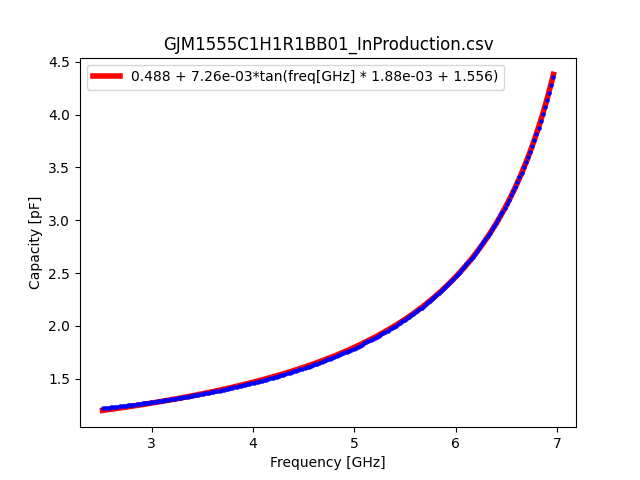 GJM1555C1H1R1BB01_InProduction.csv
0.488 + 7.26e-03*tan(freq[GHz] * 1.88e-03 + 1.556)
4.5
4.0
3.5
3.0
2.5
2.0
1.5
Capacity [pF]
3 4 5 6 7
Frequency [GHz]